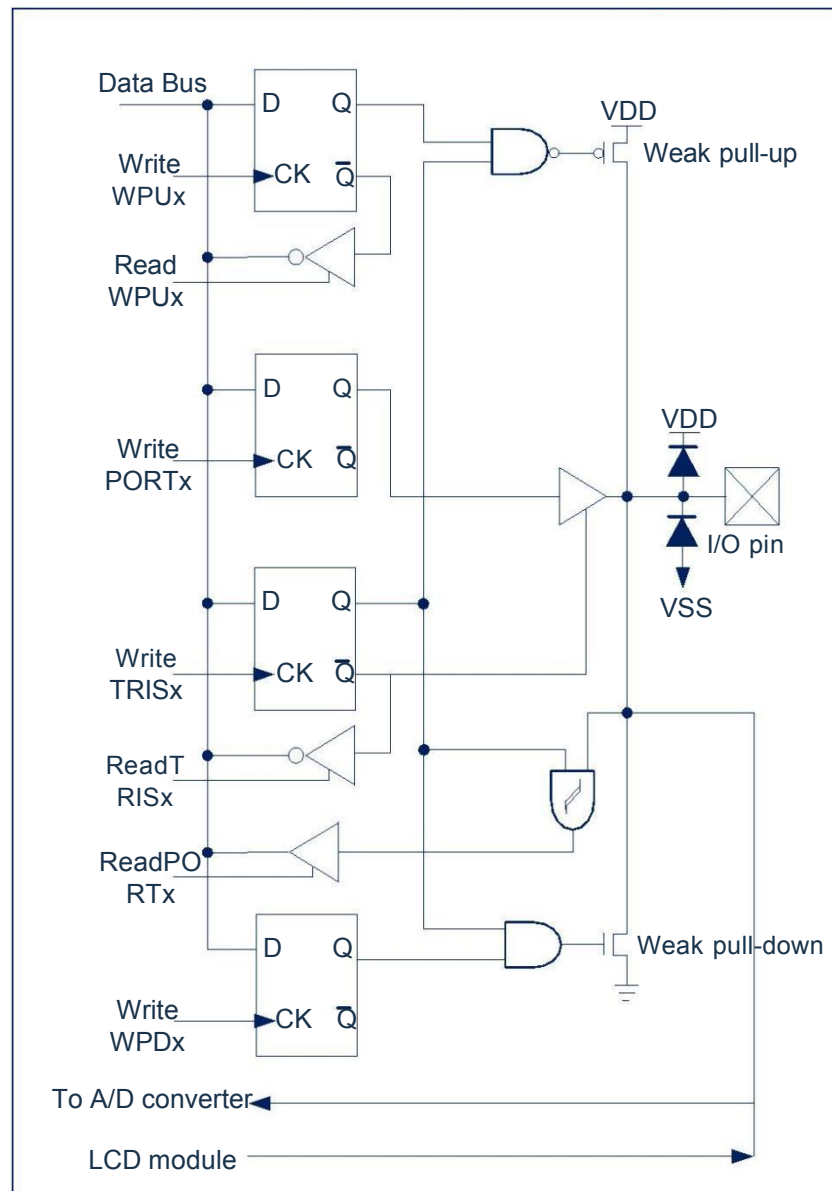 Data Bus
D Q
Write
WPUx
CK Q̅
VDD
Weak pull-up
Read
WPUx
D Q
Write
PORTx
CK Q̅
VDD
I/O pin
VSS
D Q
Write
TRISx
CK Q̅
ReadT
RISx
ReadPO
RTx
D Q
Weak pull-down
Write
WPDx
CK Q̅
To A/D converter
LCD module